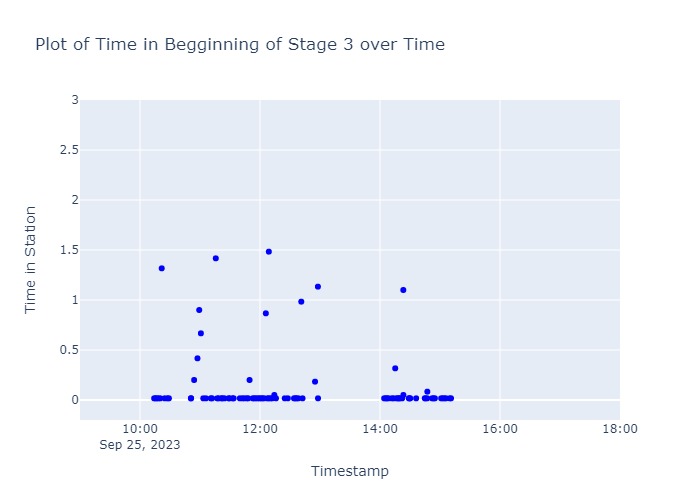 Plot of Time in Begginning of Stage 3 over Time
3
2.5
2
1.5
1
0.5
0
Time in Station
10:00 12:00 14:00 16:00 18:00
Sep 25, 2023
Timestamp